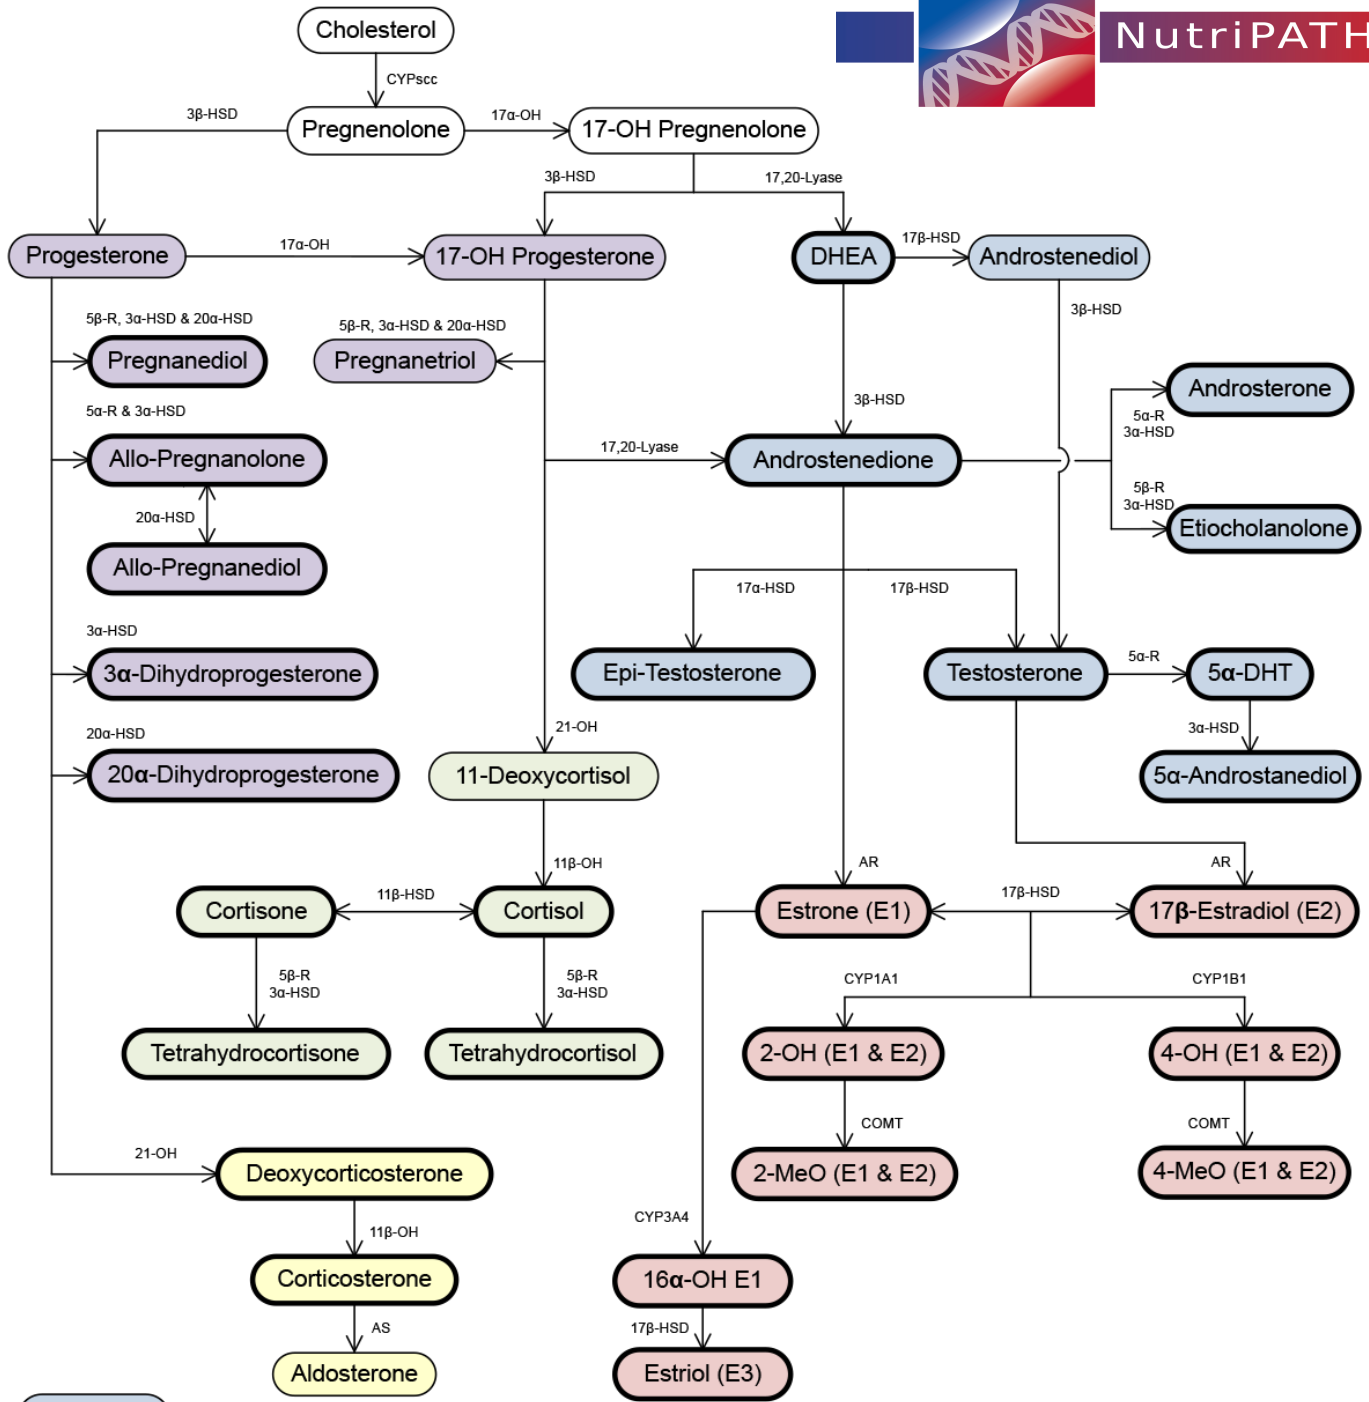 NutriPATH
Cholesterol
CYPscc
3β-HSD
Pregnenolone
17α-OH
17-OH Pregnenolone
3β-HSD
17,20-Lyase
Progesterone
17α-OH
17-OH Progesterone
DHEA
17β-HSD
Androstenediol
3β-HSD
5β-R, 3α-HSD & 20α-HSD
Pregnanediol
5β-R, 3α-HSD & 20α-HSD
Pregnanetriol
Androsterone
5α-R
3α-HSD
3β-HSD
5α-R & 3α-HSD
Allo-Pregnanolone
17,20-Lyase
Androstenedione
5β-R
3α-HSD
Etiocholanolone
20α-HSD
Allo-Pregnanediol
17α-HSD
17β-HSD
3α-HSD
3α-Dihydroprogesterone
Epi-Testosterone
Testosterone
5α-R
5α-DHT
20α-HSD
20α-Dihydroprogesterone
21-OH
11-Deoxycortisol
3α-HSD
5α-Androstanediol
11β-OH
AR
AR
Cortisone
11β-HSD
Cortisol
Estrone (E1)
17β-HSD
17β-Estradiol (E2)
5β-R
3α-HSD
5β-R
3α-HSD
CYP1A1
CYP1B1
Tetrahydrocortisone
Tetrahydrocortisol
2-OH (E1 & E2)
4-OH (E1 & E2)
COMT
COMT
21-OH
Deoxycorticosterone
2-MeO (E1 & E2)
4-MeO (E1 & E2)
11β-OH
CYP3A4
Corticosterone
16α-OH E1
AS
17β-HSD
Aldosterone
Estriol (E3)